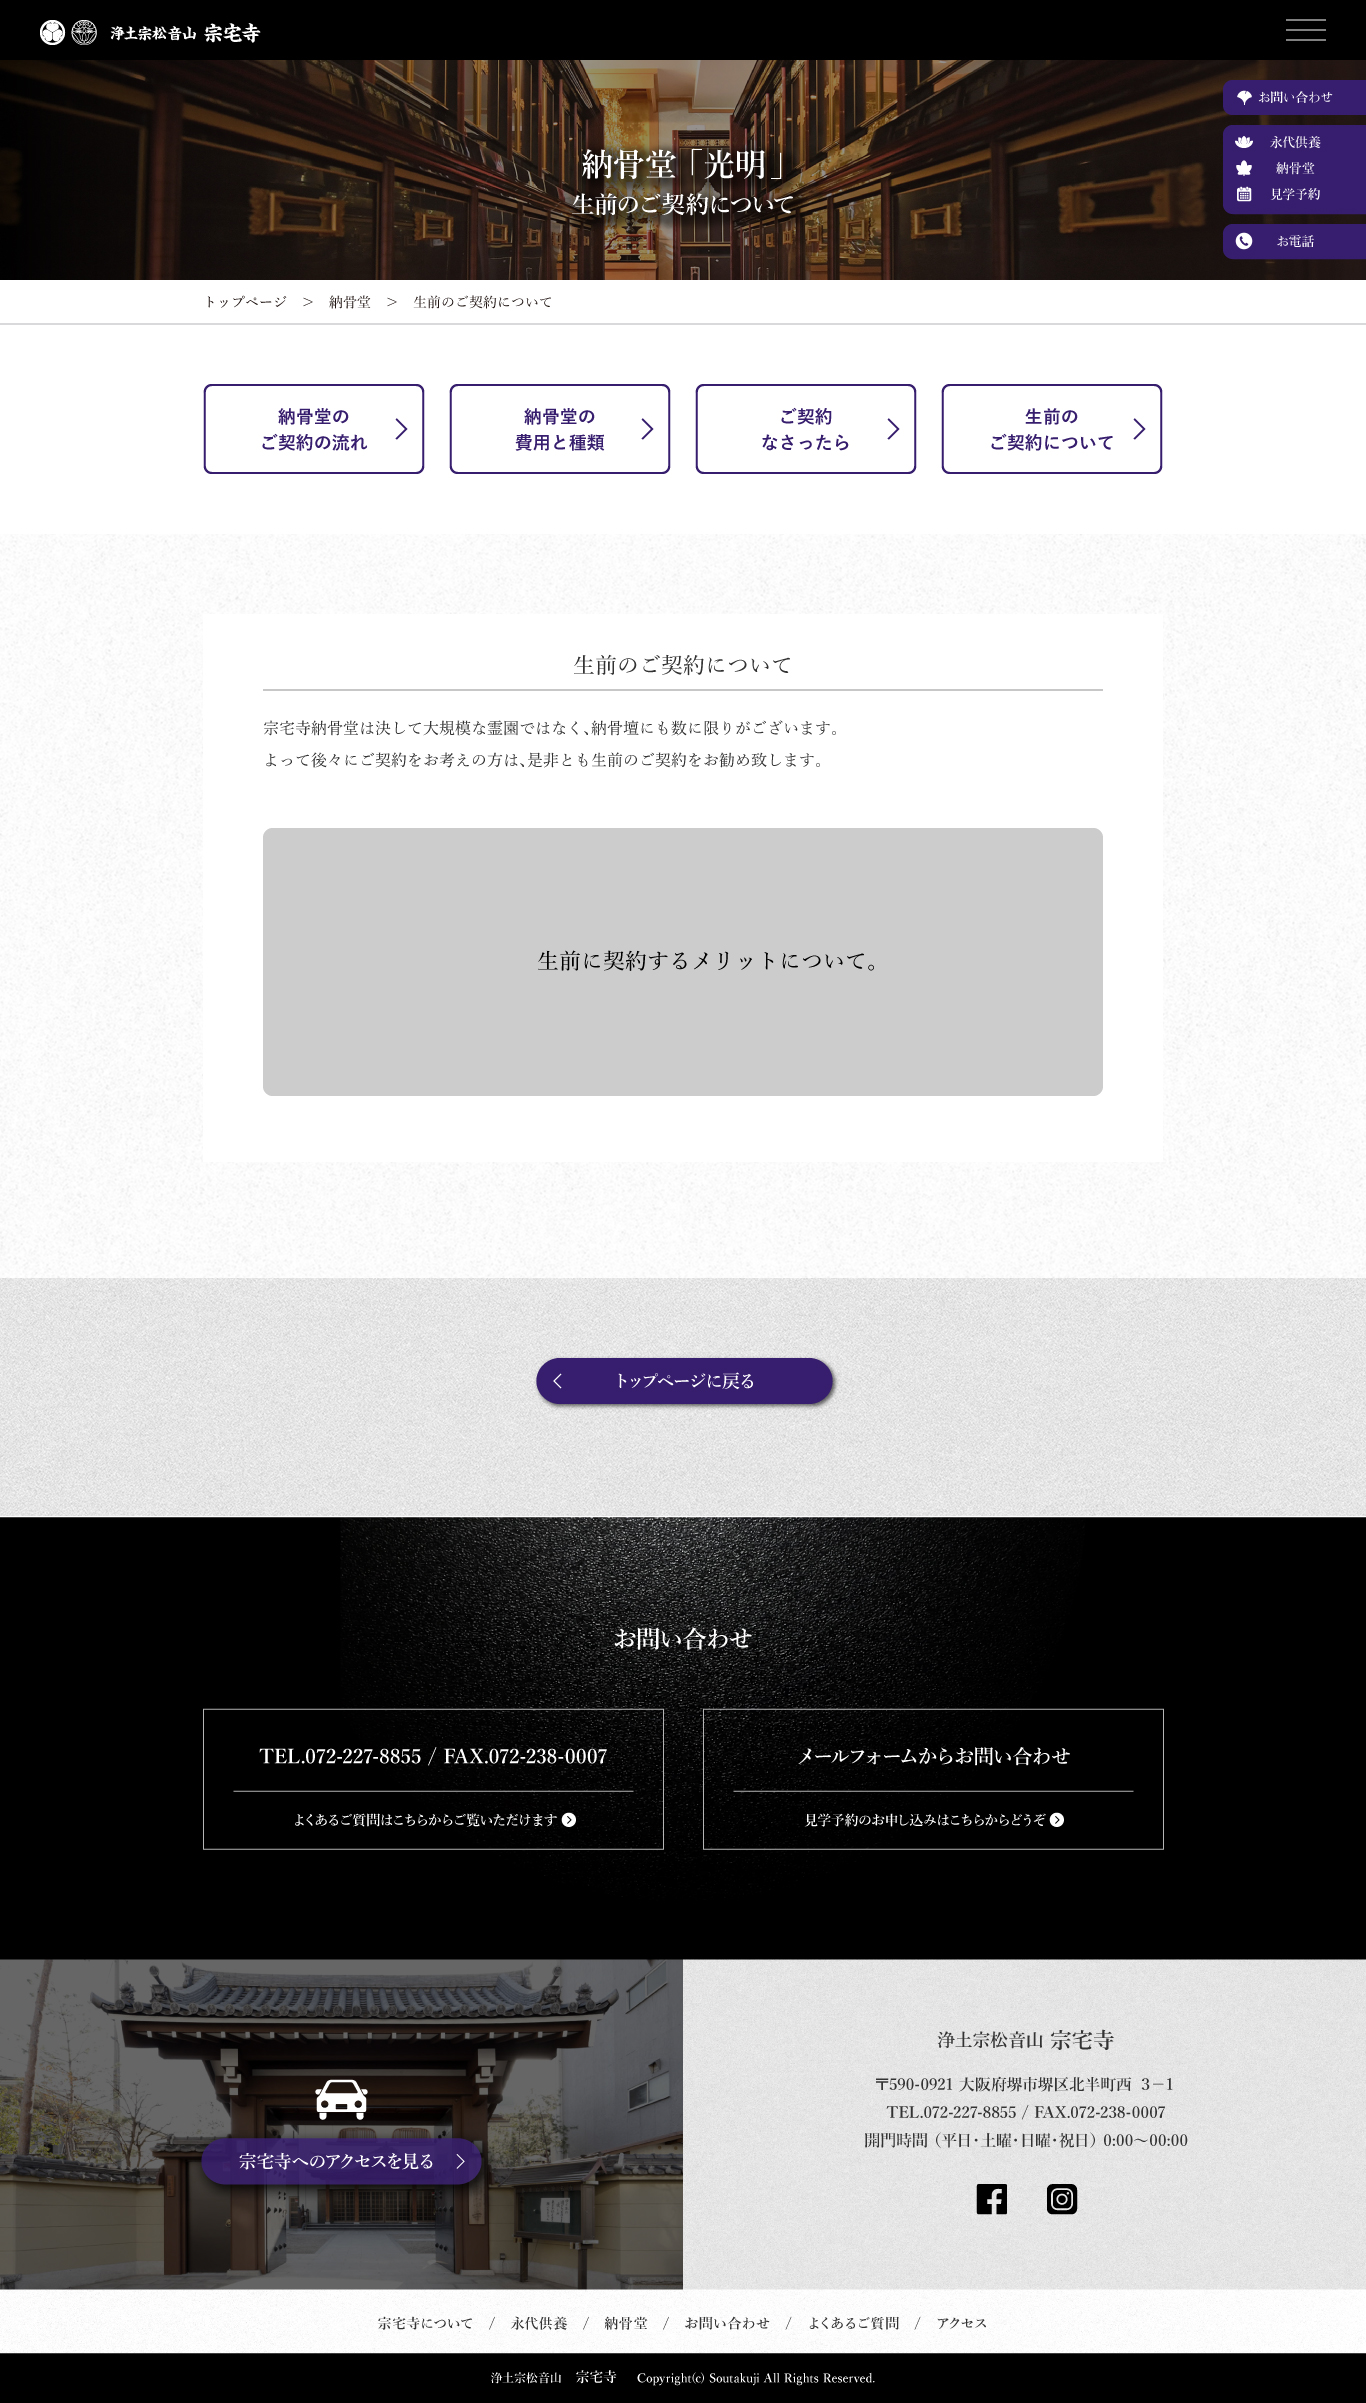 浄土宗松音山 宗宅寺
お問い合わせ
永代供養
納骨堂
見学予約
お電話
納骨堂「光明」
生前のご契約について
トップページ ＞ 納骨堂 ＞ 生前のご契約について
納骨堂の
ご契約の流れ
納骨堂の
費用と種類
ご契約
なさったら
生前の
ご契約について
生前のご契約について
宗宅寺納骨堂は決して大規模な霊園ではなく、納骨壇にも数に限りがございます。
よって後々にご契約をお考えの方は、是非とも生前のご契約をお勧め致します。
生前に契約するメリットについて。
トップページに戻る
お問い合わせ
TEL.072-227-8855 / FAX.072-238-0007
よくあるご質問はこちらからご覧いただけます
メールフォームからお問い合わせ
見学予約のお申し込みはこちらからどうぞ
宗宅寺へのアクセスを見る
浄土宗松音山 宗宅寺
〒590-0921 大阪府堺市堺区北半町西 3−1
TEL.072-227-8855 / FAX.072-238-0007
開門時間（平日・土曜・日曜・祝日）0:00〜00:00
宗宅寺について / 永代供養 / 納骨堂 / お問い合わせ / よくあるご質問 / アクセス
浄土宗松音山 宗宅寺 Copyright(c) Soutakuji All Rights Reserved.